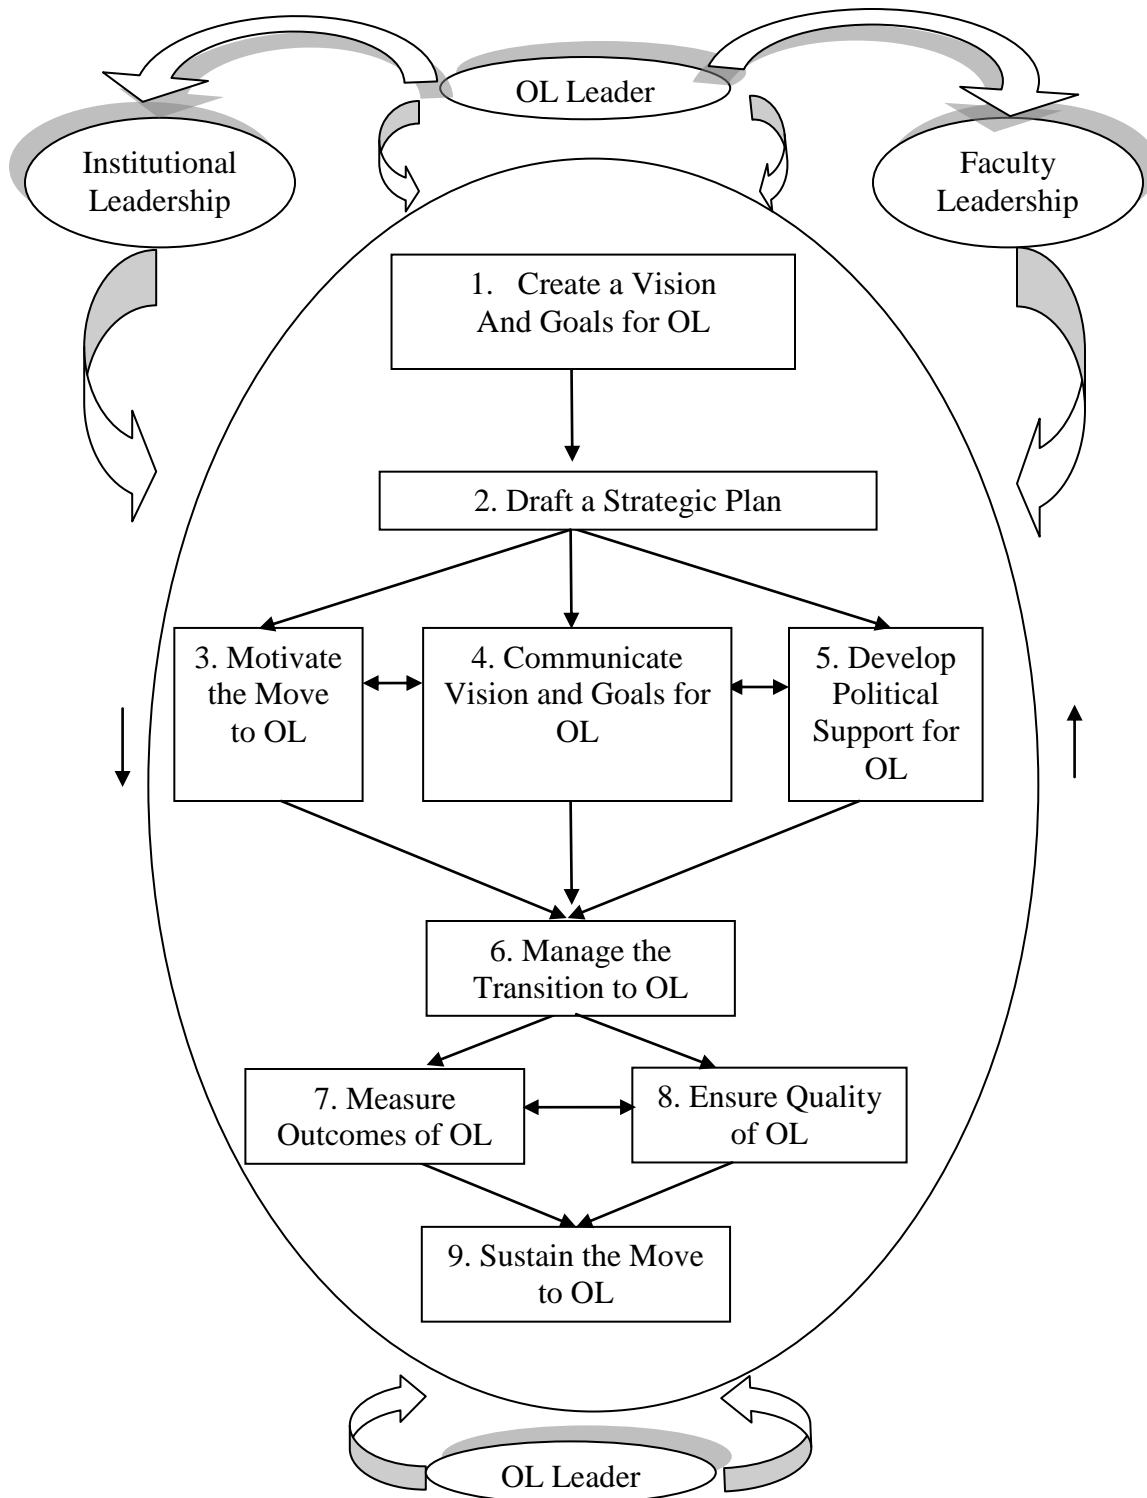 OL Leader
Institutional
Leadership
Faculty
Leadership
1. Create a Vision
And Goals for OL
2. Draft a Strategic Plan
3. Motivate
the Move
to OL
4. Communicate
Vision and Goals for
OL
5. Develop
Political
Support for
OL
6. Manage the
Transition to OL
7. Measure
Outcomes of OL
8. Ensure Quality
of OL
9. Sustain the Move
to OL
OL Leader